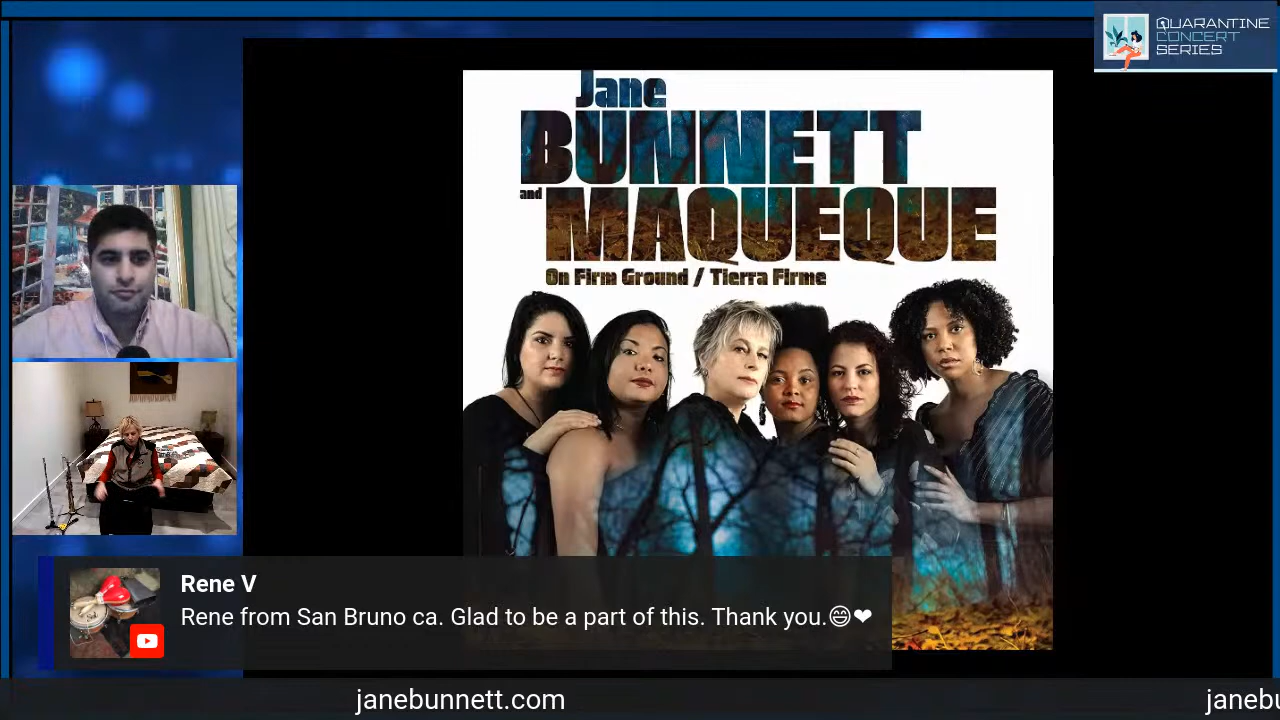 QUARANTINE
CONCERT
SERIES
Jane
BUNNETT
and
MAQUEQUE
On Firm Ground / Tierra Firme
Rene V
Rene from San Bruno ca. Glad to be a part of this. Thank you.😄❤
janebunnett.com
janebu